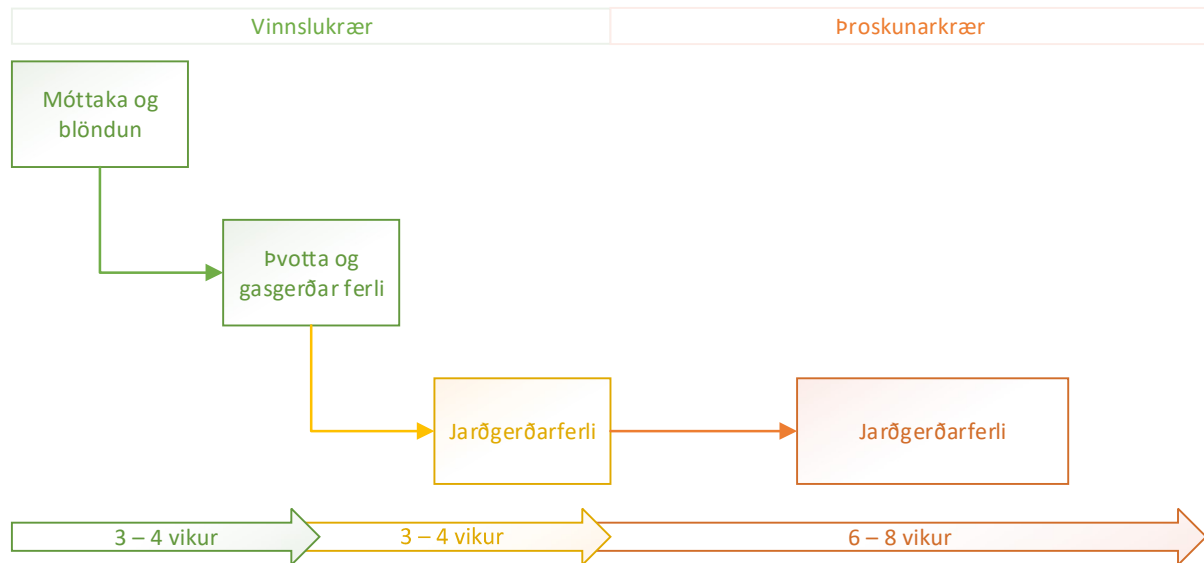 Vinnslukrær
Þroskunarkrær
Móttaka og
blöndun
Þvotta og
gasgerðar ferli
Jarðgerðarferli
Jarðgerðarferli
3 – 4 vikur
3 – 4 vikur
6 – 8 vikur